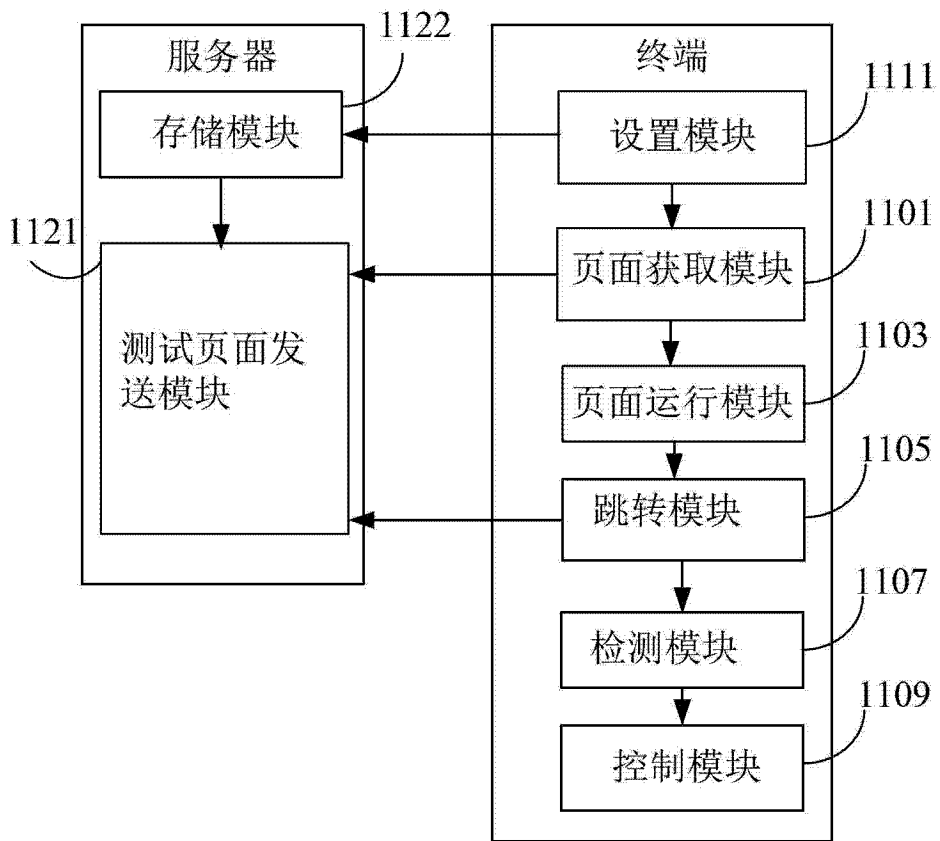 1122
服务器
终端
1111
存储模块
设置模块
1121
1101
页面获取模块
测试页面发
送模块
1103
页面运行模块
1105
跳转模块
1107
检测模块
1109
控制模块